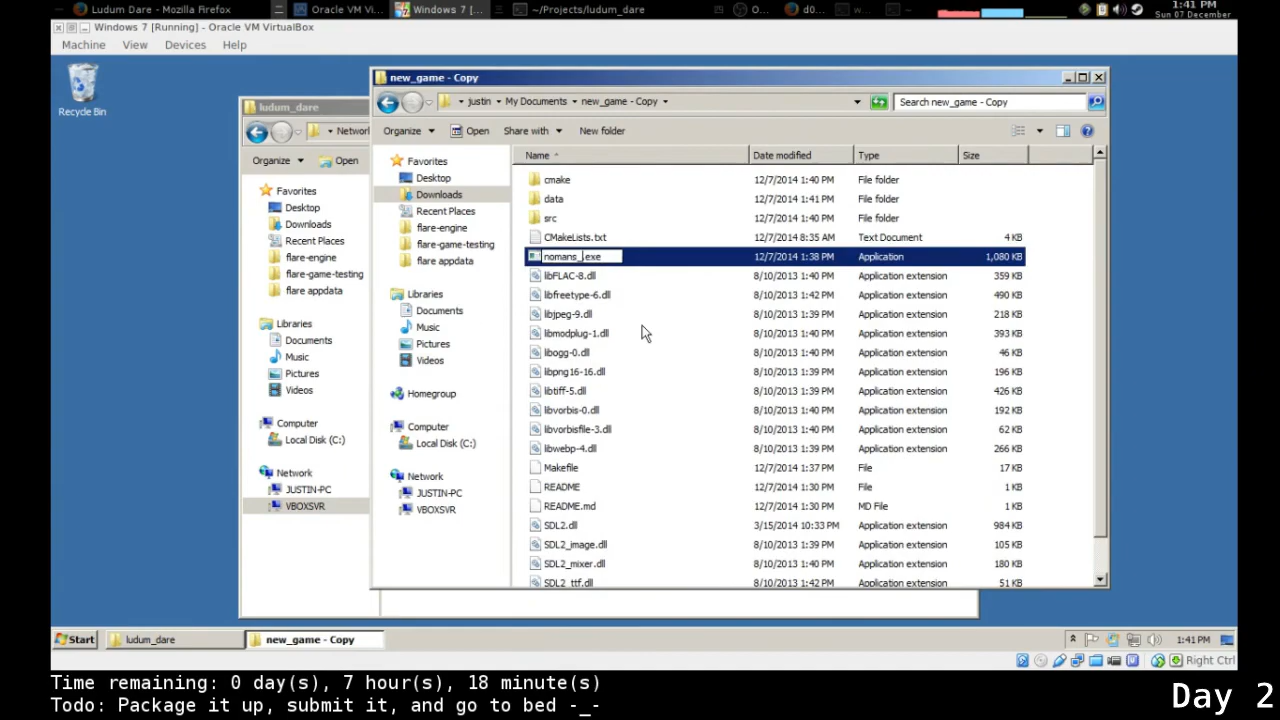 Ludum Dare - Mozilla Firefox
Oracle VM Vi...
Windows 7 [...
~/Projects/ludum_dare
O...
d0...
w...
1:41 PM
Sun 07 December
Windows 7 [Running] - Oracle VM VirtualBox
Machine View Devices Help
Recycle Bin
ludum_dare
Network
Organize Open
Favorites
Desktop
Downloads
Recent Places
flare-engine
flare-game-testing
flare appdata
Libraries
Documents
Music
Pictures
Videos
Computer
Local Disk (C:)
Network
JUSTIN-PC
VBOXSVR
new_game - Copy
justin My Documents new_game - Copy
Search new_game - Copy
Organize Open Share with New folder
Favorites
Desktop
Downloads
Recent Places
flare-engine
flare-game-testing
flare appdata
Libraries
Documents
Music
Pictures
Videos
Homegroup
Computer
Local Disk (C:)
Network
JUSTIN-PC
VBOXSVR
Name Date modified Type Size
cmake 12/7/2014 1:40 PM File folder
data 12/7/2014 1:41 PM File folder
src 12/7/2014 1:40 PM File folder
CMakeLists.txt 12/7/2014 8:35 AM Text Document 4 KB
nomans_.exe 12/7/2014 1:38 PM Application 1,080 KB
libFLAC-8.dll 8/10/2013 1:40 PM Application extension 359 KB
libfreetype-6.dll 8/10/2013 1:42 PM Application extension 490 KB
libjpeg-9.dll 8/10/2013 1:39 PM Application extension 218 KB
libmodplug-1.dll 8/10/2013 1:40 PM Application extension 393 KB
libogg-0.dll 8/10/2013 1:40 PM Application extension 46 KB
libpng16-16.dll 8/10/2013 1:39 PM Application extension 196 KB
libtiff-5.dll 8/10/2013 1:39 PM Application extension 426 KB
libvorbis-0.dll 8/10/2013 1:40 PM Application extension 192 KB
libvorbisfile-3.dll 8/10/2013 1:40 PM Application extension 62 KB
libwebp-4.dll 8/10/2013 1:39 PM Application extension 266 KB
Makefile 12/7/2014 1:37 PM File 17 KB
README 12/7/2014 1:30 PM File 1 KB
README.md 12/7/2014 1:30 PM MD File 1 KB
SDL2.dll 3/15/2014 10:33 PM Application extension 984 KB
SDL2_image.dll 8/10/2013 1:39 PM Application extension 105 KB
SDL2_mixer.dll 8/10/2013 1:40 PM Application extension 180 KB
SDL2_ttf.dll 8/10/2013 1:42 PM Application extension 51 KB
Start ludum_dare new_game - Copy 1:41 PM
Right Ctrl
Time remaining: 0 day(s), 7 hour(s), 18 minute(s)
Todo: Package it up, submit it, and go to bed -_-
Day 2